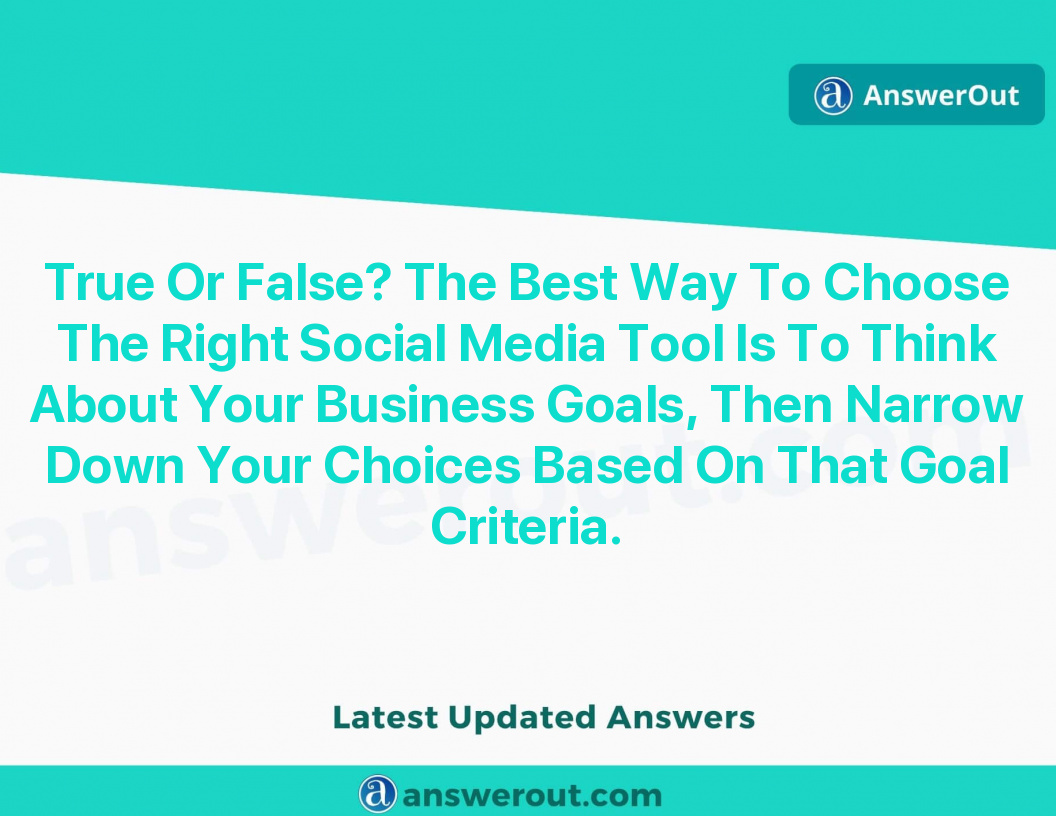 AnswerOut
True Or False? The Best Way To Choose
The Right Social Media Tool Is To Think
About Your Business Goals, Then Narrow
Down Your Choices Based On That Goal
Criteria.
answerout.com
Latest Updated Answers
answerout.com